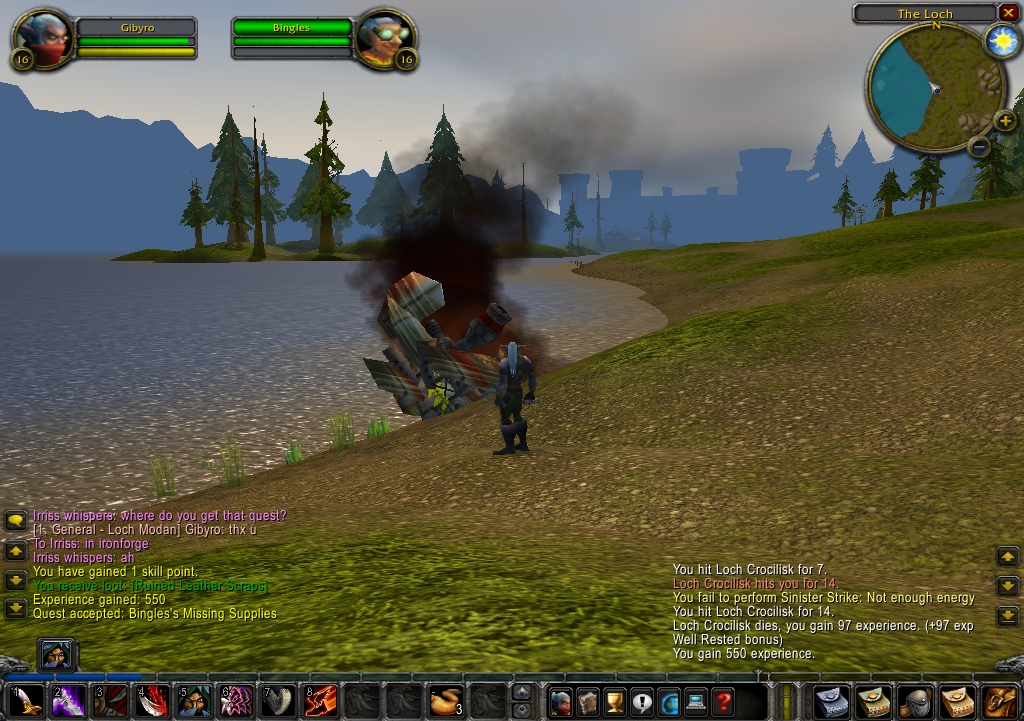 Gibyro
16
Bingles
16
The Loch
N
Irriss whispers: where do you get that quest?
[1. General - Loch Modan] Gibyro: thx u
To Irriss: in ironforge
Irriss whispers: ah
You have gained 1 skill point.
You receive loot: [Ruined Leather Scraps]
Experience gained: 550
Quest accepted: Bingles's Missing Supplies
You hit Loch Crocilisk for 7.
Loch Crocilisk hits you for 14.
You fail to perform Sinister Strike: Not enough energy
You hit Loch Crocilisk for 14.
Loch Crocilisk dies, you gain 97 experience. (+97 exp
Well Rested bonus)
You gain 550 experience.
1 2 3 4 5 6 7 8 3